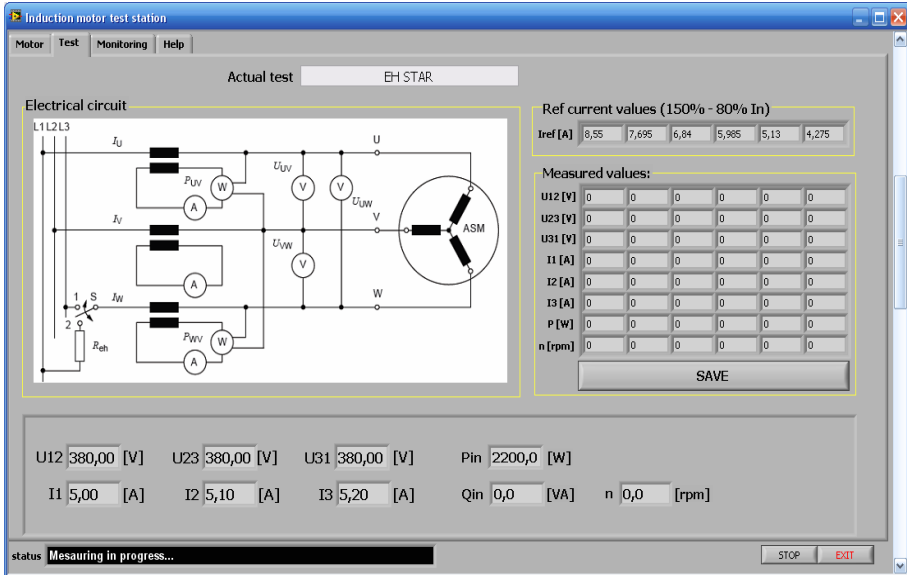 Induction motor test station
Motor Test Monitoring Help
Actual test EH STAR
Electrical circuit
L1 L2 L3
IU
PUV
W
A
UUV
V
V
UUW
U
IV
A
UVW
V
V
ASM
1 S
2
IW
Reh
PWV
W
A
W
Ref current values (150% - 80% In)
Iref [A] 8,55 7,695 6,84 5,985 5,13 4,275
Measured values:
U12 [V] 0 0 0 0 0 0
U23 [V] 0 0 0 0 0 0
U31 [V] 0 0 0 0 0 0
I1 [A] 0 0 0 0 0 0
I2 [A] 0 0 0 0 0 0
I3 [A] 0 0 0 0 0 0
P [W] 0 0 0 0 0 0
n [rpm] 0 0 0 0 0 0
SAVE
U12 380,00 [V] U23 380,00 [V] U31 380,00 [V] Pin 2200,0 [W]
I1 5,00 [A] I2 5,10 [A] I3 5,20 [A] Qin 0,0 [VA] n 0,0 [rpm]
status Mesauring in progress... STOP EXIT